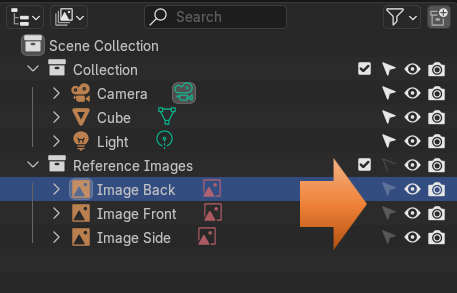 Search
Scene Collection
Collection
Camera
Cube
Light
Reference Images
Image Back
Image Front
Image Side